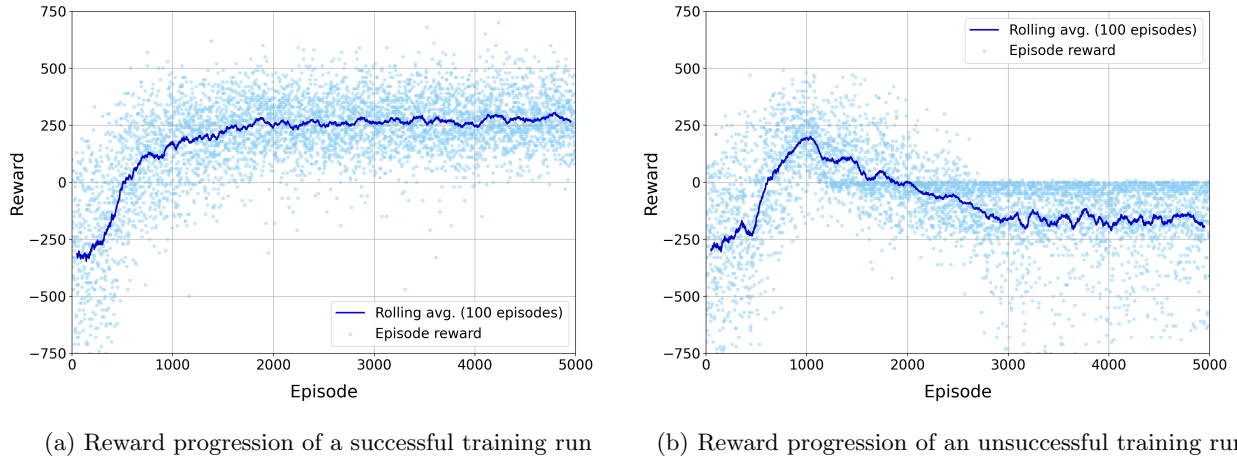 750
500
250
0
−250
−500
−750
Reward
0
1000
2000
3000
4000
5000
Episode
Rolling avg. (100 episodes)
Episode reward
(a) Reward progression of a successful training run
750
500
250
0
−250
−500
−750
Reward
0
1000
2000
3000
4000
5000
Episode
Rolling avg. (100 episodes)
Episode reward
(b) Reward progression of an unsuccessful training run